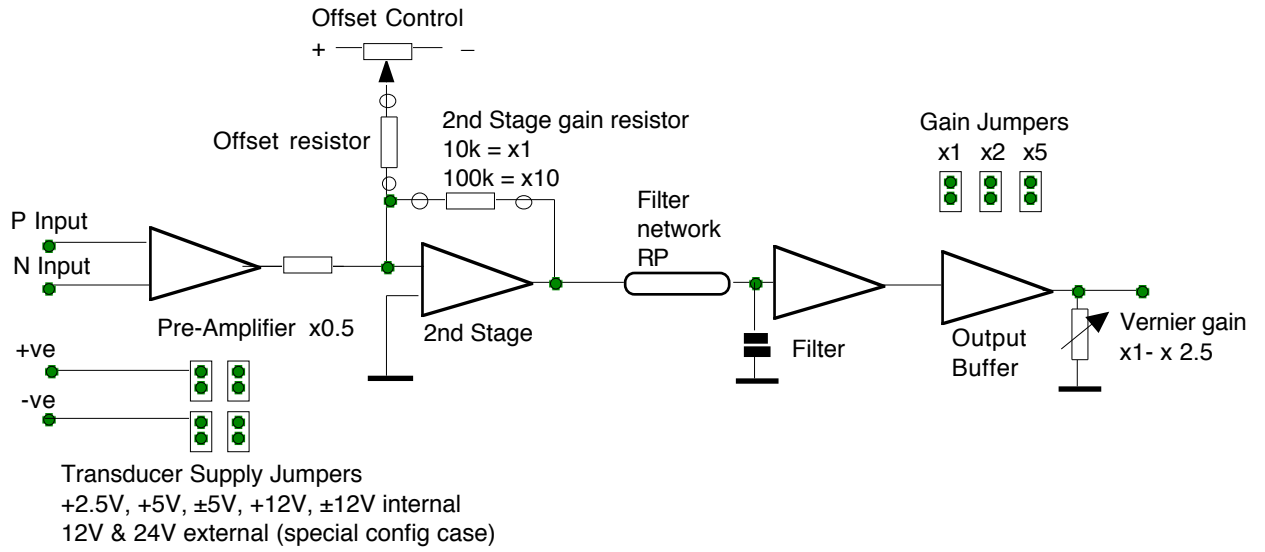 Offset Control
+ –
Offset resistor
2nd Stage gain resistor
10k = x1
100k = x10
Gain Jumpers
x1 x2 x5
Filter
network
RP
P Input
N Input
Pre-Amplifier x0.5
2nd Stage
Filter
Output
Buffer
Vernier gain
x1- x 2.5
+ve
-ve
Transducer Supply Jumpers
+2.5V, +5V, ±5V, +12V, ±12V internal
12V & 24V external (special config case)